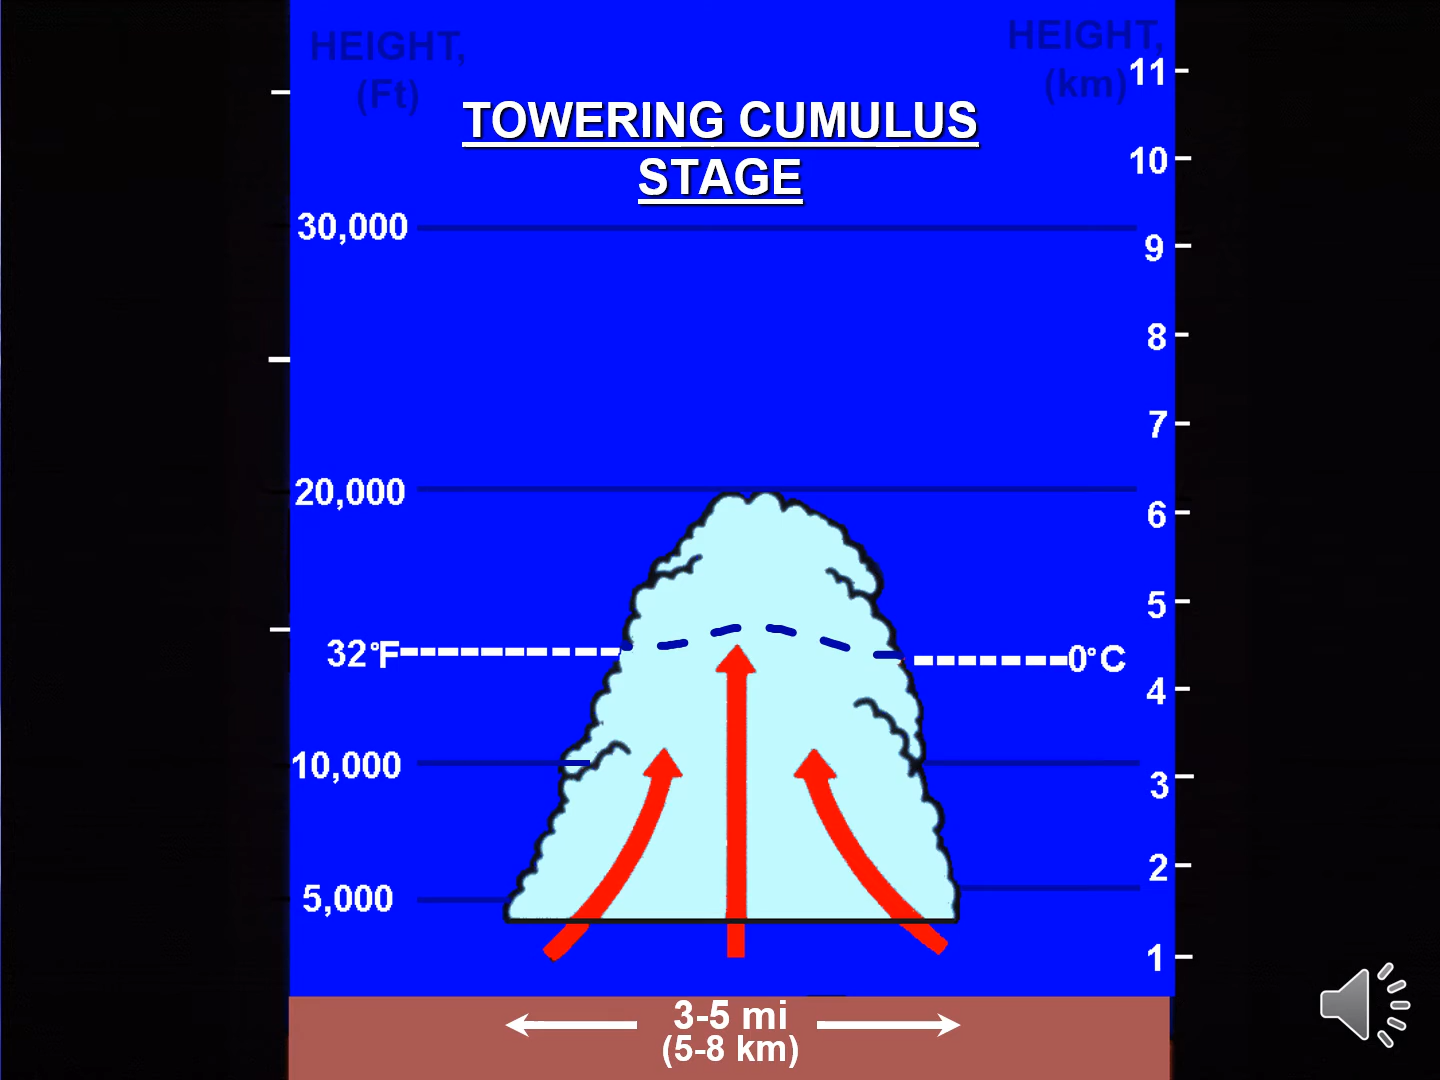 HEIGHT,
(Ft)
HEIGHT,
(km)
TOWERING CUMULUS
STAGE
30,000
20,000
32°F
10,000
5,000
11
10
9
8
7
6
5
0°C
4
3
2
1
3-5 mi
(5-8 km)